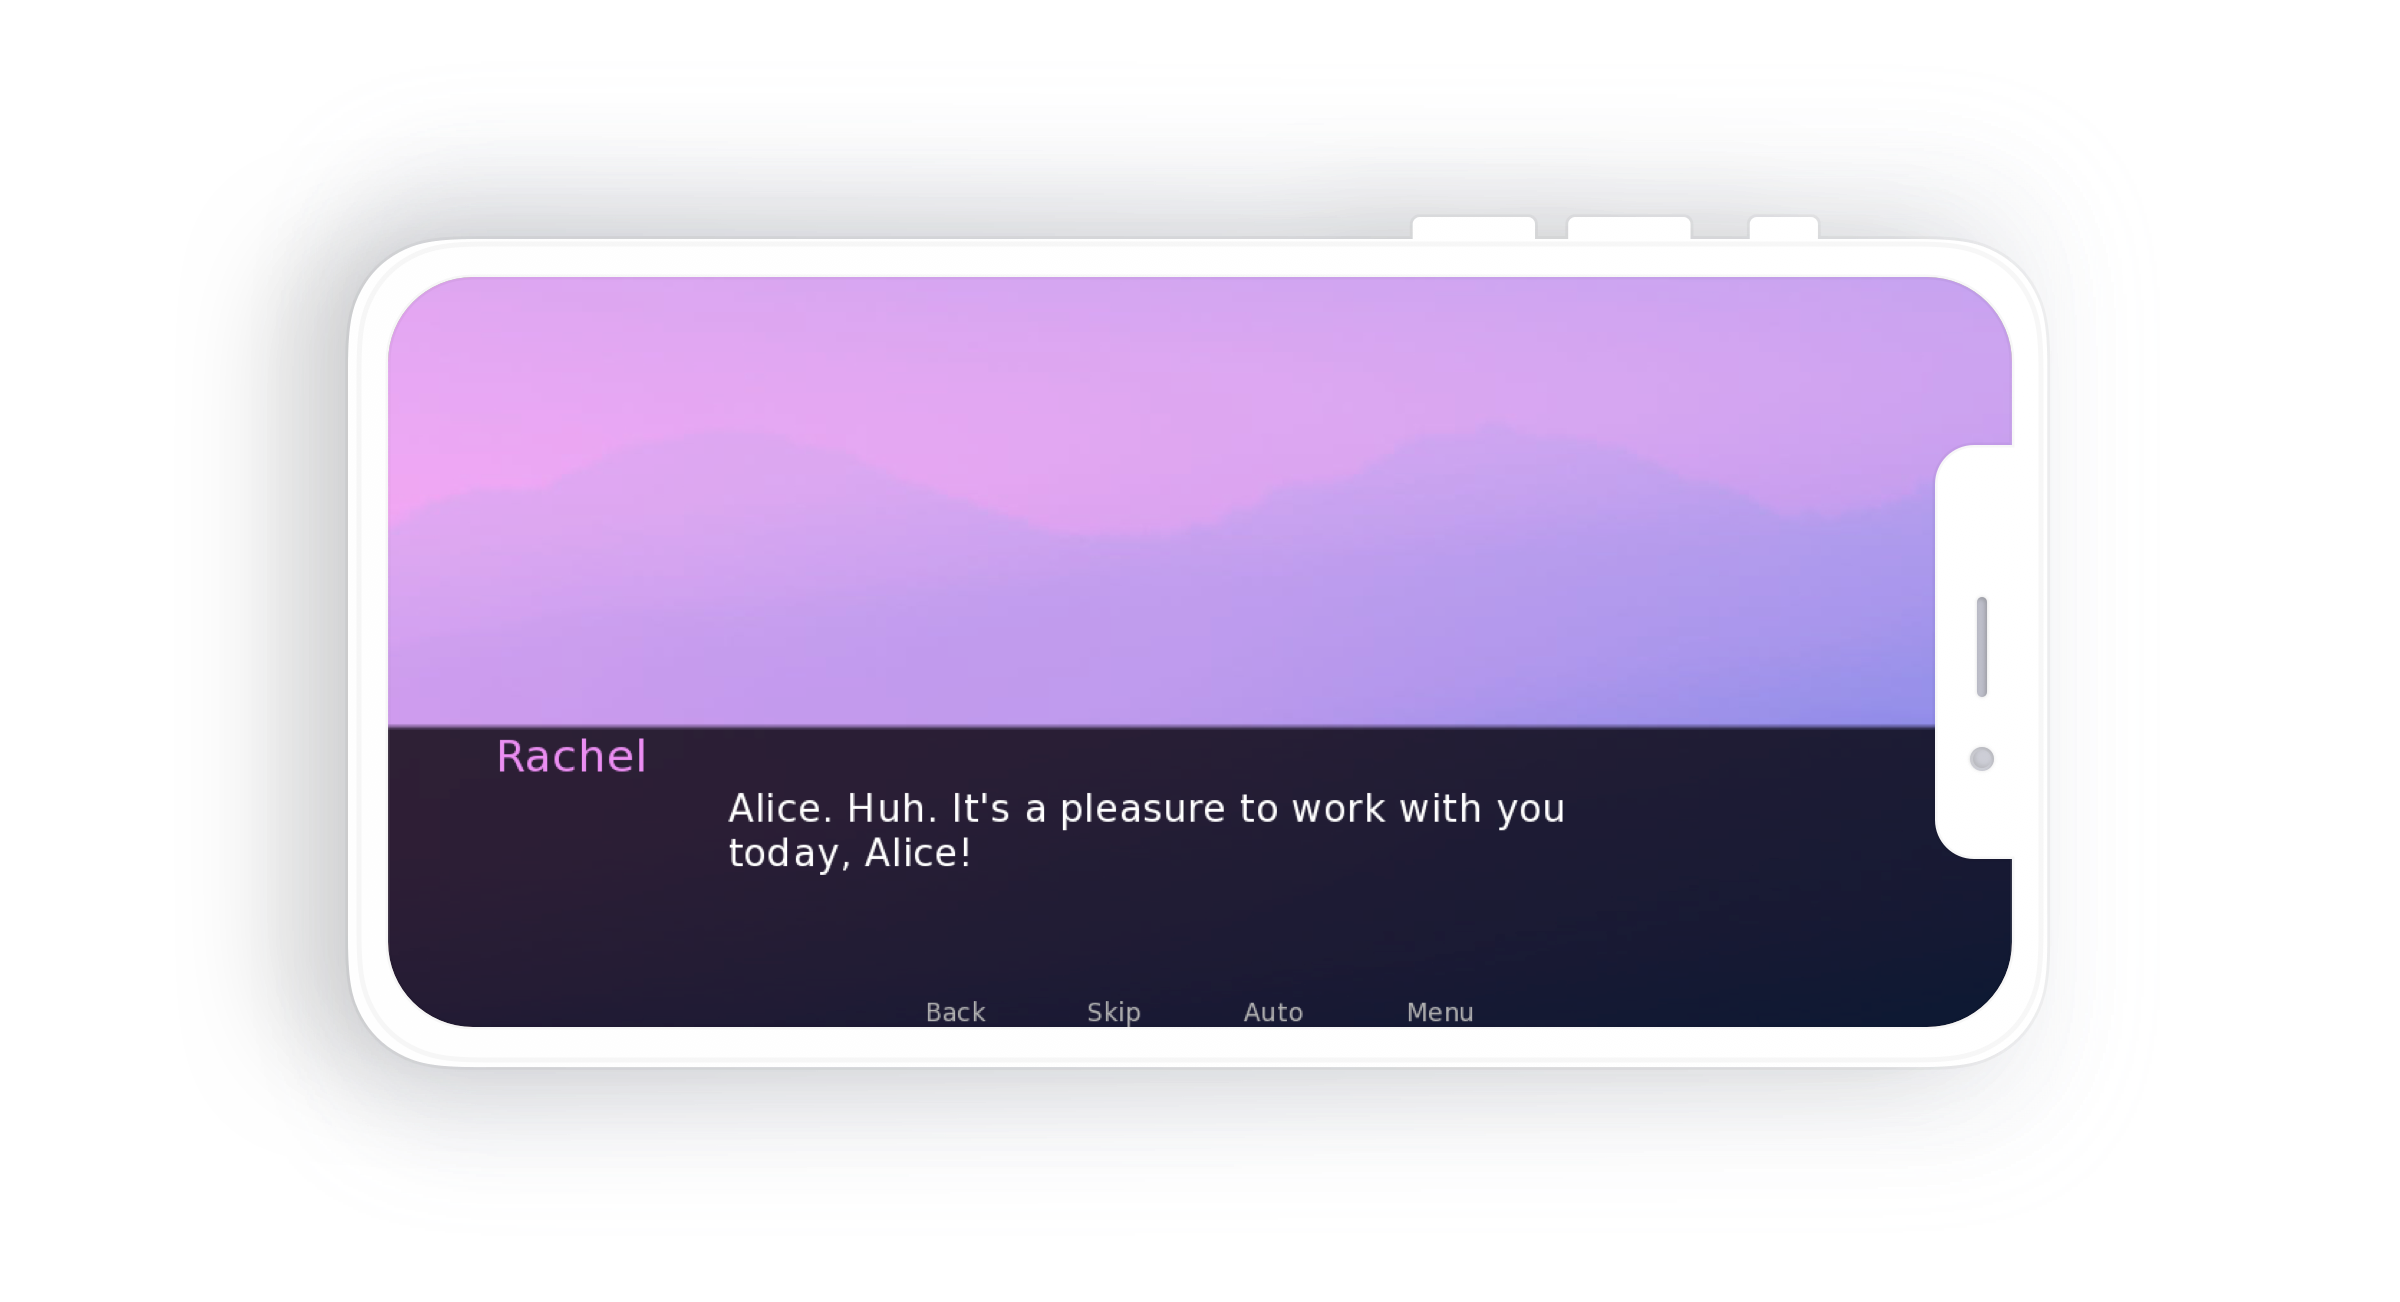 Rachel
Alice. Huh. It's a pleasure to work with you
today, Alice!
Back Skip Auto Menu